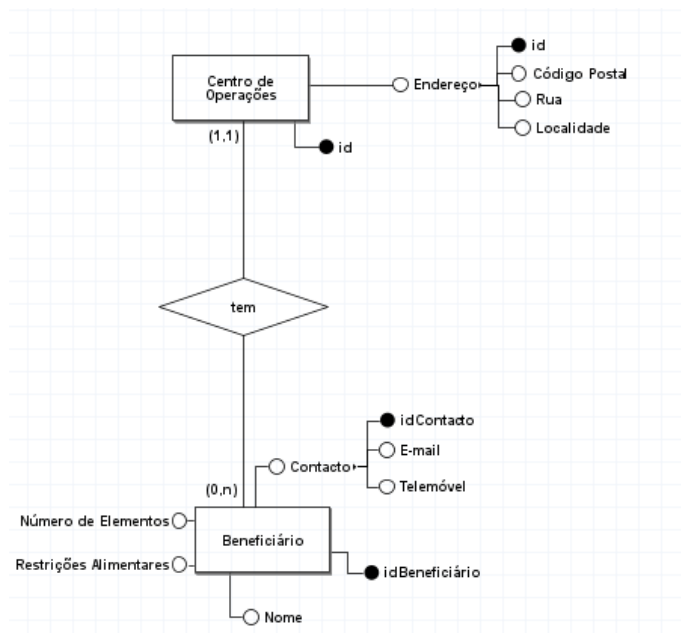 id
Centro de
Operações
Endereço
Código Postal
Rua
Localidade
(1,1)
id
tem
idContacto
Contacto
E-mail
Telemóvel
(0,n)
Número de Elementos
Beneficiário
Restrições Alimentares
idBeneficiário
Nome